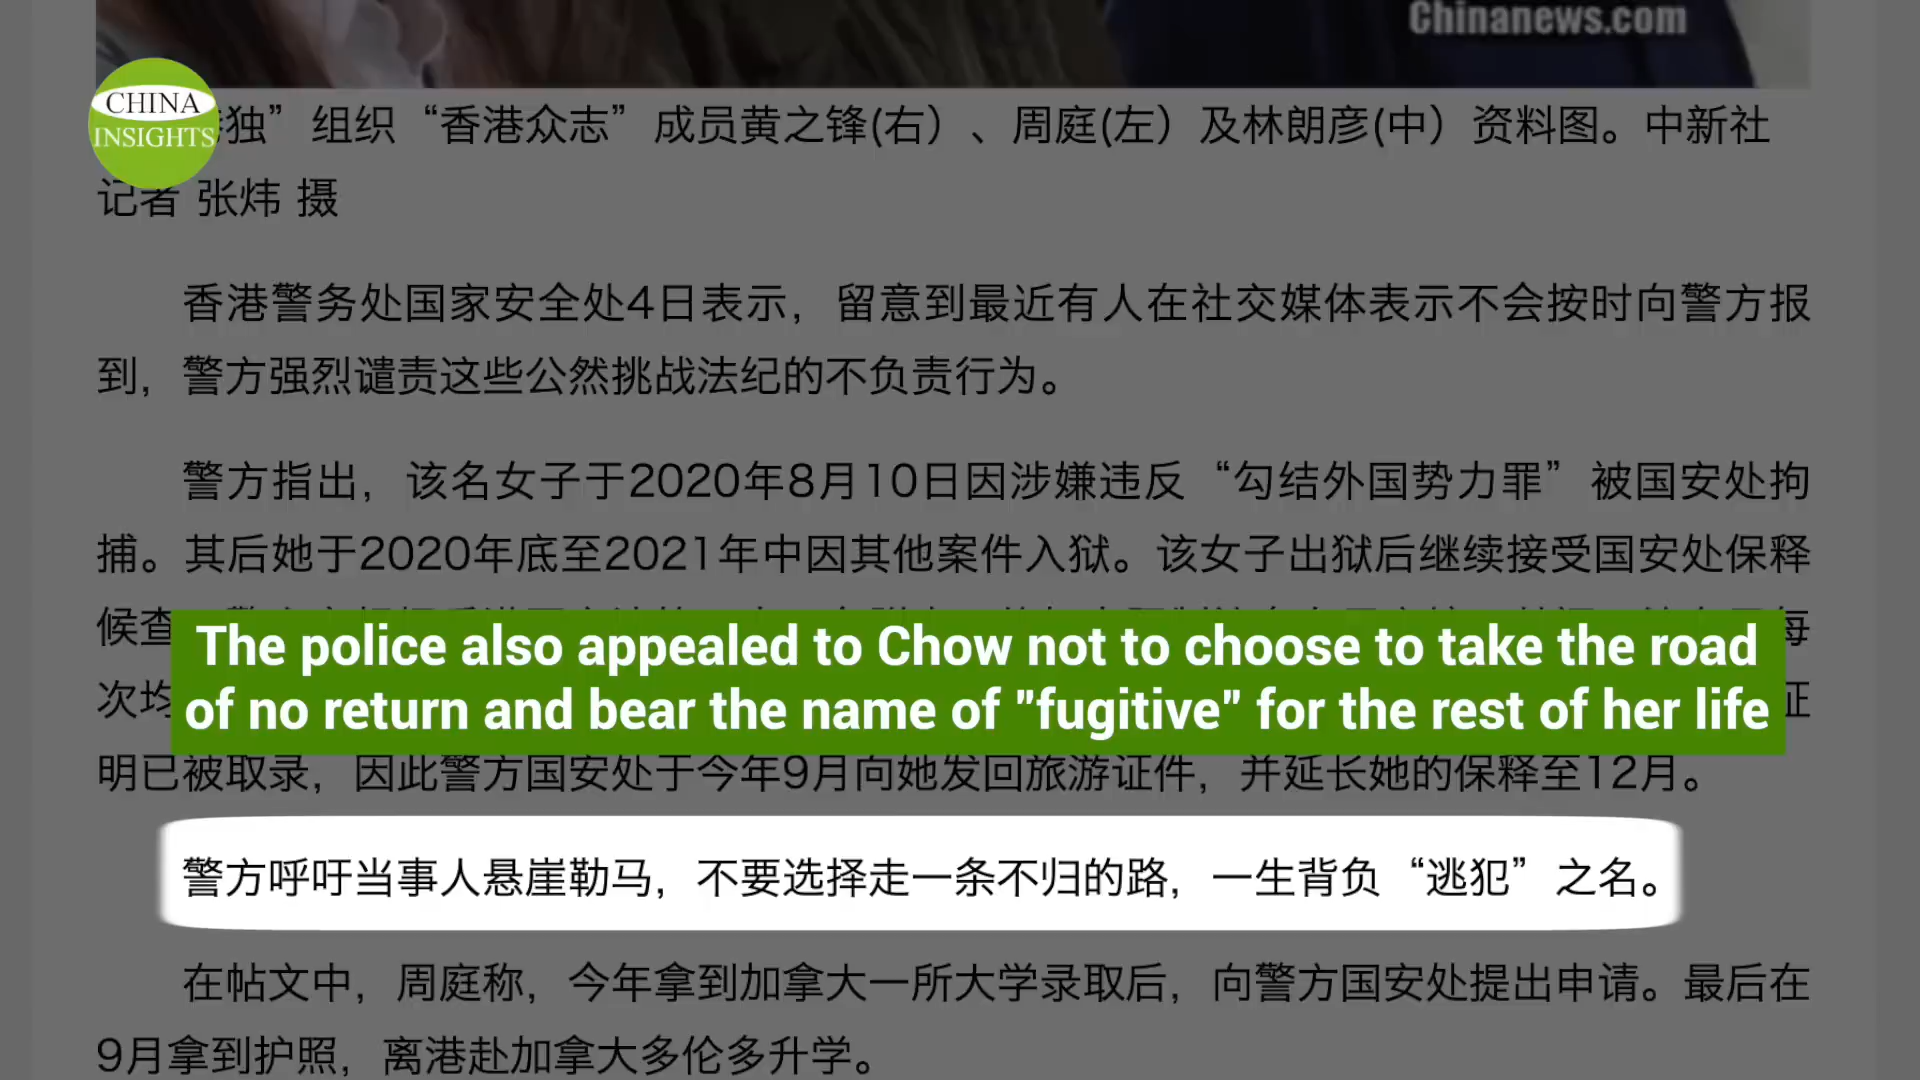 Chinanews.com
CHINA
INSIGHTS
独”组织“香港众志”成员黄之锋(右）、周庭(左）及林朗彦(中）资料图。中新社
记者 张炜 摄
香港警务处国家安全处4日表示，留意到最近有人在社交媒体表示不会按时向警方报
到，警方强烈谴责这些公然挑战法纪的不负责行为。
警方指出，该名女子于2020年8月10日因涉嫌违反“勾结外国势力罪”被国安处拘
捕。其后她于2020年底至2021年中因其他案件入狱。该女子出狱后继续接受国安处保释
候查
每
The police also appealed to Chow not to choose to take the road
次均
证
of no return and bear the name of "fugitive" for the rest of her life
明已被取录，因此警方国安处于今年9月向她发回旅游证件，并延长她的保释至12月。
警方呼吁当事人悬崖勒马，不要选择走一条不归的路，一生背负“逃犯”之名。
在帖文中，周庭称，今年拿到加拿大一所大学录取后，向警方国安处提出申请。最后在
9月拿到护照，离港赴加拿大多伦多升学。